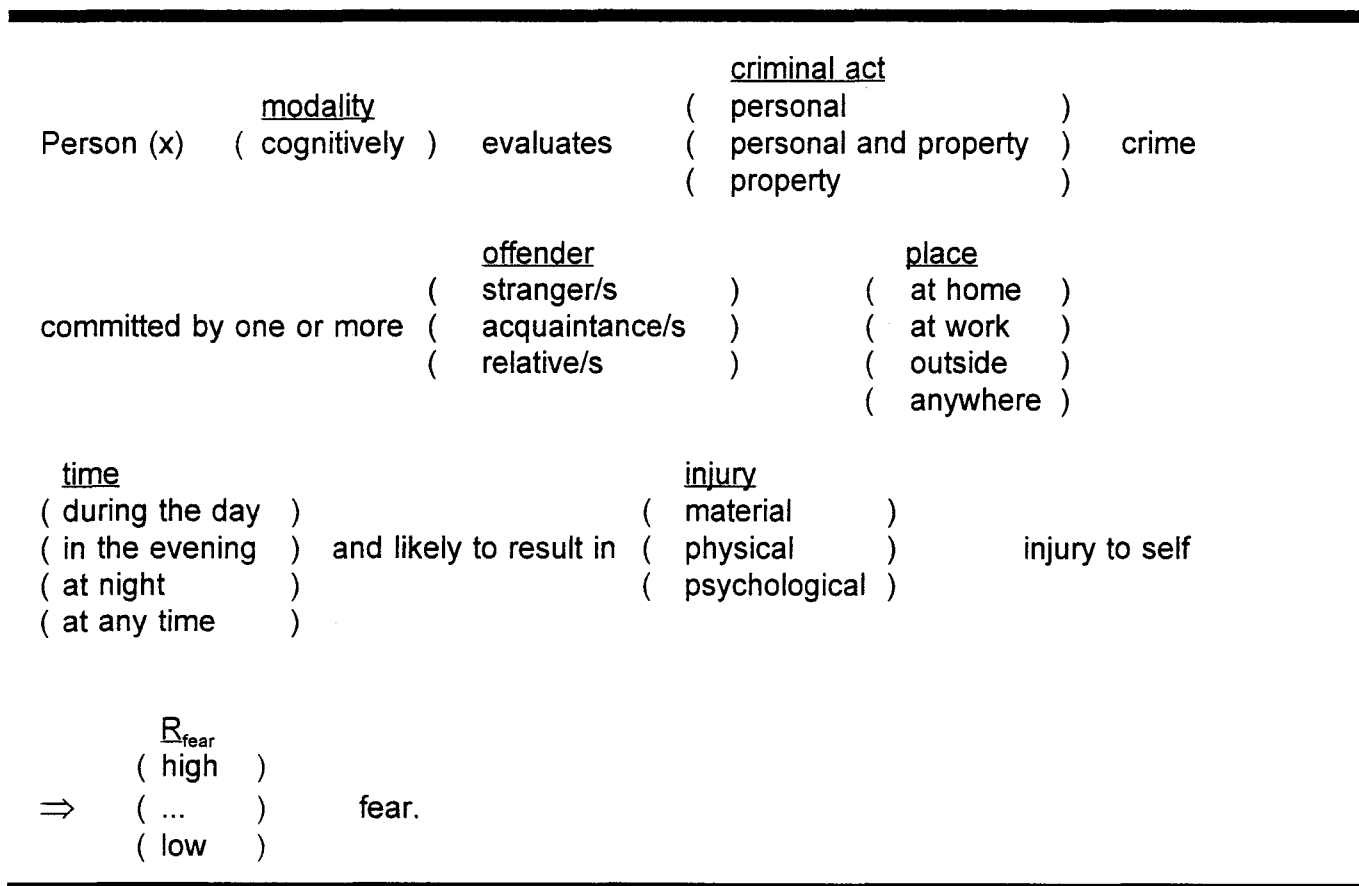 criminal act
modality ( personal )
Person (x) ( cognitively ) evaluates ( personal and property ) crime
( property )
offender place
( stranger/s ) ( at home )
committed by one or more ( acquaintance/s ) ( at work )
( relative/s ) ( outside )
( anywhere )
time injury
( during the day ) ( material )
( in the evening ) and likely to result in ( physical ) injury to self
( at night ) ( psychological )
( at any time )
R_fear
( high )
⇒ ( ... ) fear.
( low )